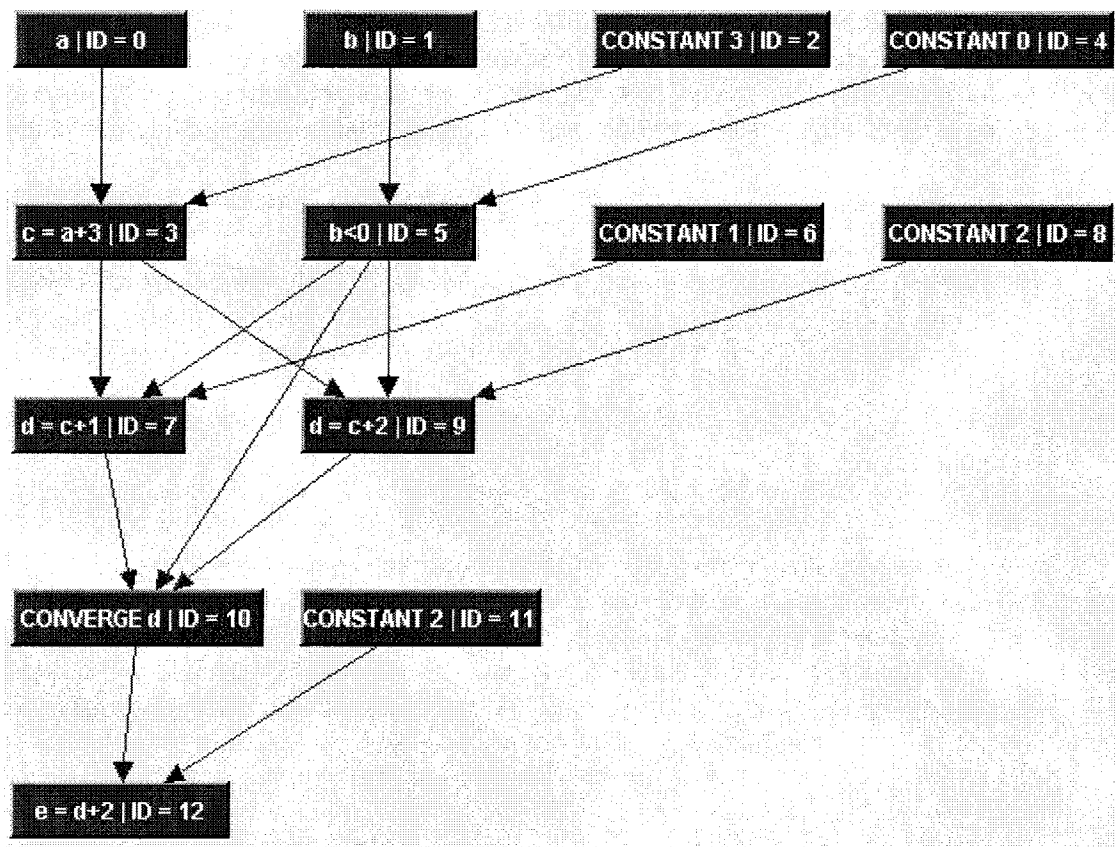 a | ID = 0
b | ID = 1
CONSTANT 3 | ID = 2
CONSTANT 0 | ID = 4
c = a+3 | ID = 3
b<0 | ID = 5
CONSTANT 1 | ID = 6
CONSTANT 2 | ID = 8
d = c+1 | ID = 7
d = c+2 | ID = 9
CONVERGE d | ID = 10
CONSTANT 2 | ID = 11
e = d+2 | ID = 12